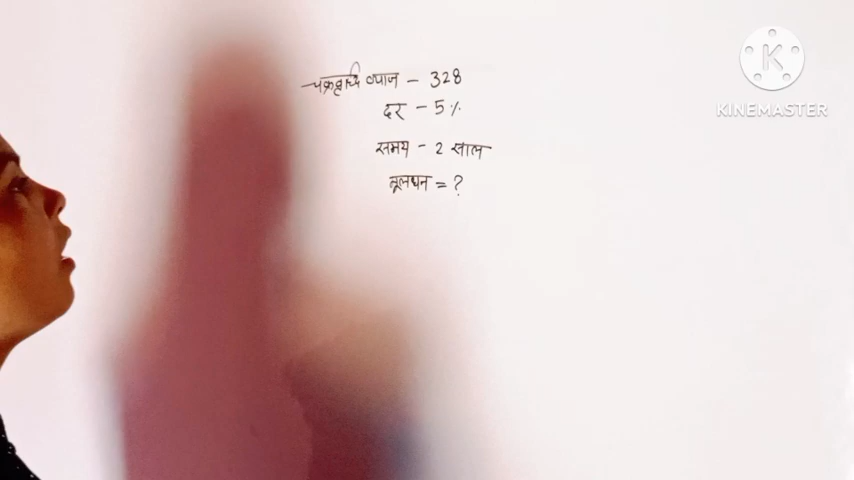 चक्रवृद्धि ब्याज - 328
दर - 5%
समय - 2 साल
मूलधन = ?
K
KINEMASTER